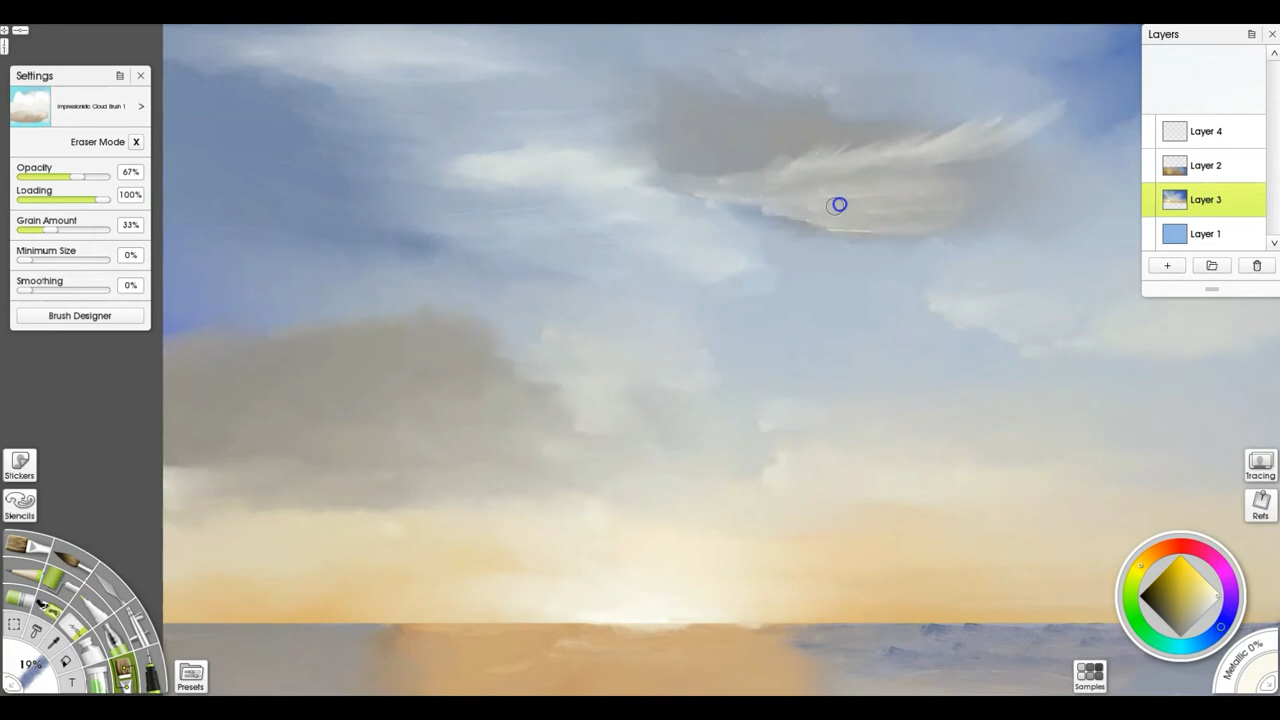 Settings
Impressionistic Cloud Brush 1
>
Eraser Mode X
Opacity
67%
Loading
100%
Grain Amount
33%
Minimum Size
0%
Smoothing
0%
Brush Designer
Layers
Layer 4
Layer 2
Layer 3
Layer 1
Stickers
Stencils
Tracing
Refs
19%
T
Presets
Samples
Metallic 0%